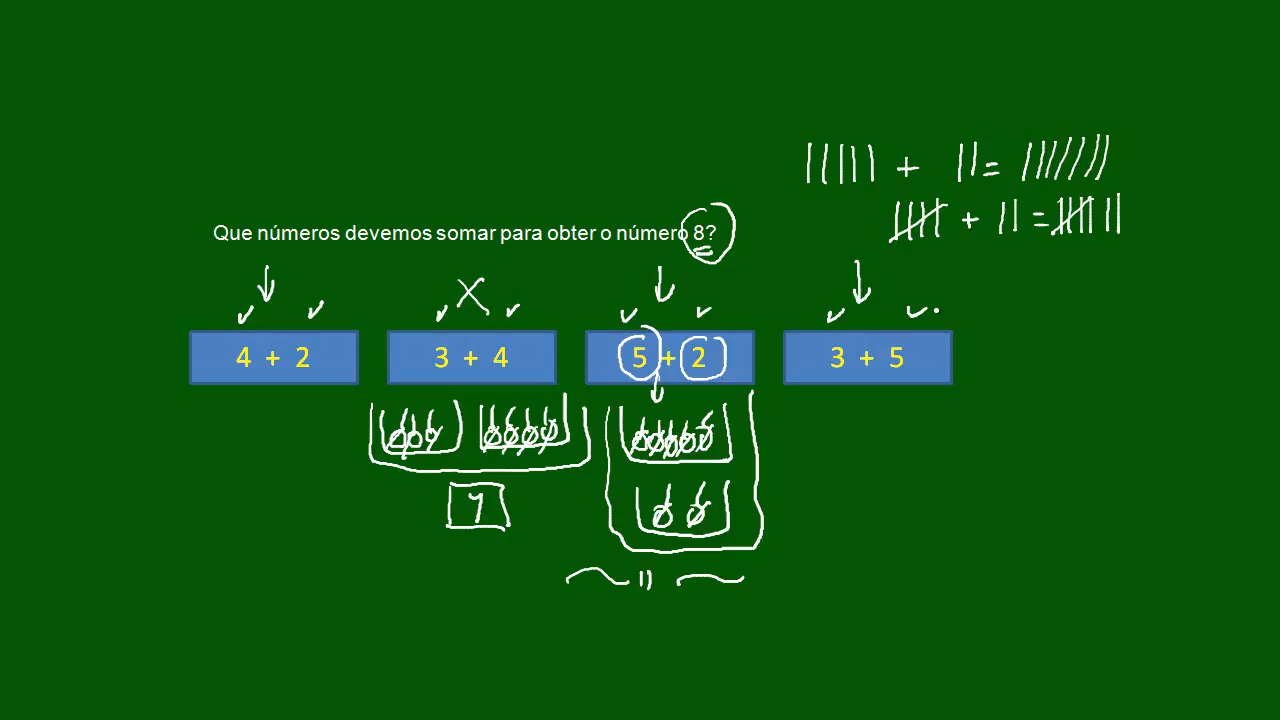 ||||| + || = |||||||
||||| + || = ||||| ||
Que números devemos somar para obter o número 8?
X
4 + 2
3 + 4
5 + 2
3 + 5
7